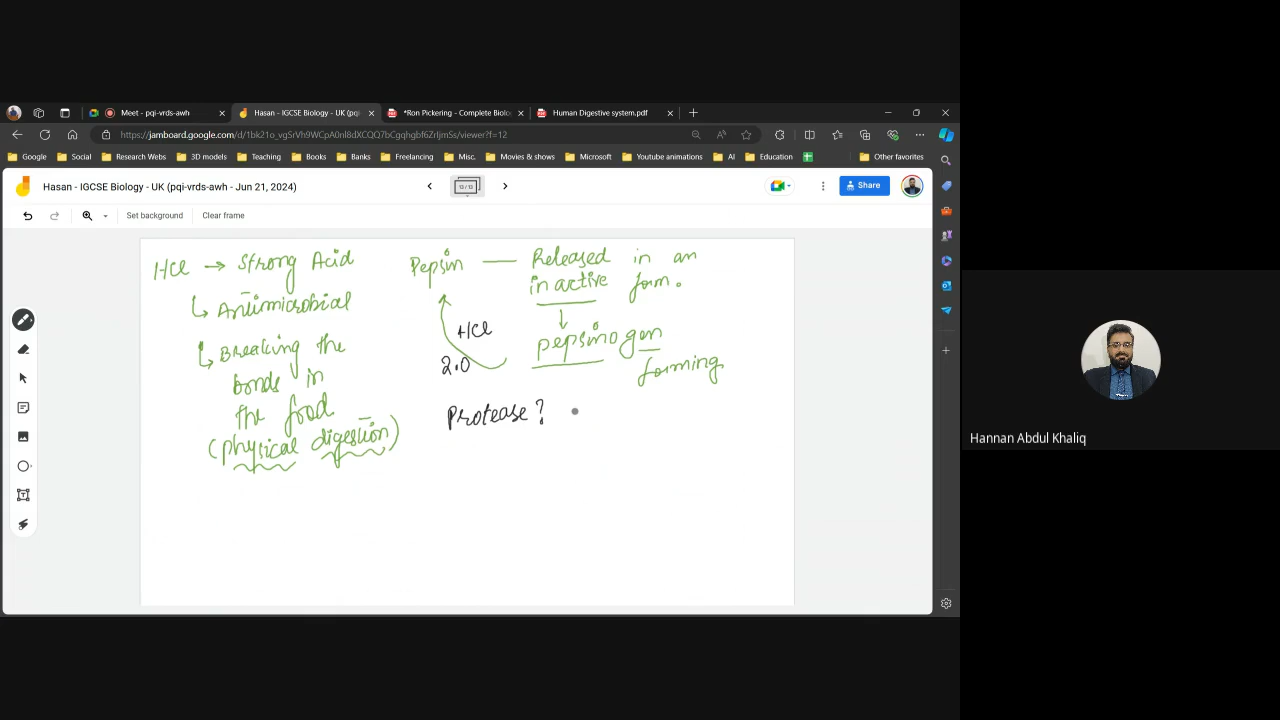 Meet - pqi-vrds-awh
Hasan - IGCSE Biology - UK (pqi
*Ron Pickering - Complete Biolo
Human Digestive system.pdf
Google
Social
Research Webs
3D models
Teaching
Books
Banks
Freelancing
Misc.
Movies & shows
Microsoft
Youtube animations
AI
Education
Other favorites
Hasan - IGCSE Biology - UK (pqi-vrds-awh - Jun 21, 2024)
13 / 13
Share
Set background
Clear frame
HCl → Strong Acid
↳ Antimicrobial
↳ Breaking the
bonds in
the food
(physical digestion)
Pepsin — Released in an
inactive form.
↓
pepsinogen
forming
+HCl
2.0
Protease?
Hannan Abdul Khaliq